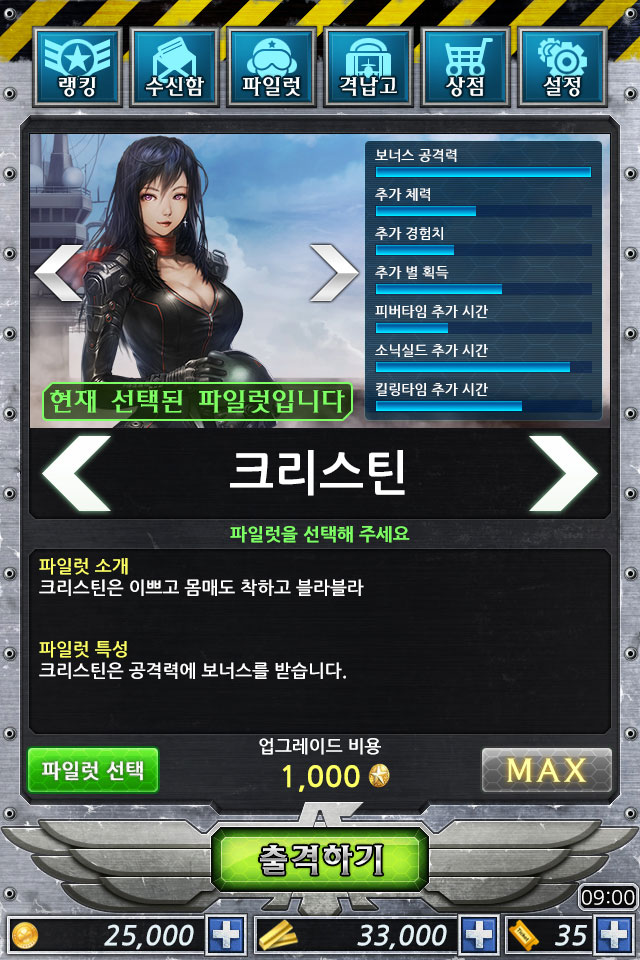 랭킹
수신함
파일럿
격납고
상점
설정
보너스 공격력
추가 체력
추가 경험치
추가 별 획득
피버타임 추가 시간
소닉실드 추가 시간
킬링타임 추가 시간
현재 선택된 파일럿입니다
크리스틴
파일럿을 선택해 주세요
파일럿 소개
크리스틴은 이쁘고 몸매도 착하고 블라블라
파일럿 특성
크리스틴은 공격력에 보너스를 받습니다.
업그레이드 비용
파일럿 선택
1,000
MAX
출격하기
09:00
25,000
33,000
Ticket
35